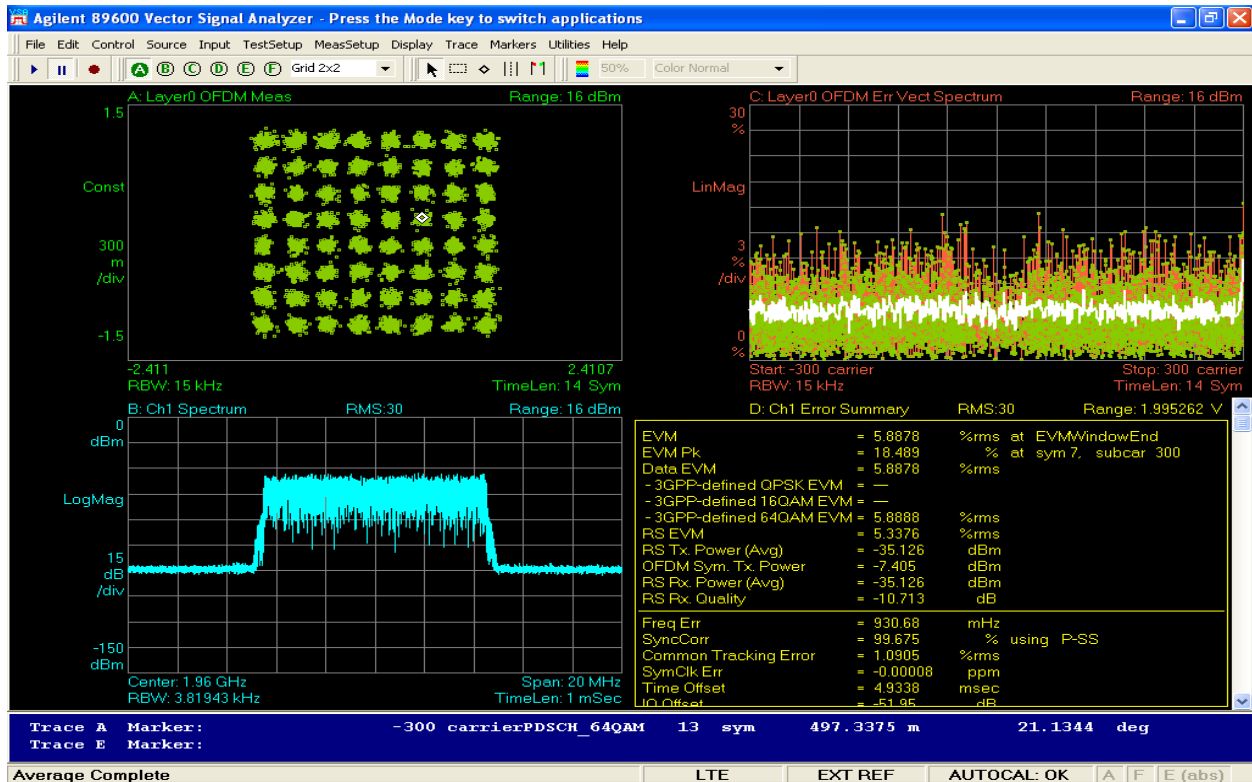 Agilent 89600 Vector Signal Analyzer - Press the Mode key to switch applications
File Edit Control Source Input TestSetup MeasSetup Display Trace Markers Utilities Help
A B C D E F Grid 2x2 50% Color Normal
A: Layer0 OFDM Meas Range: 16 dBm
1.5
Const
300
m
/div
-1.5
-2.411 2.4107
RBW: 15 kHz TimeLen: 14 Sym
C: Layer0 OFDM Err Vect Spectrum Range: 16 dBm
30
%
LinMag
3
%
/div
0
%
Start: -300 carrier Stop: 300 carrier
RBW: 15 kHz TimeLen: 14 Sym
B: Ch1 Spectrum RMS:30 Range: 16 dBm
0
dBm
LogMag
15
dB
/div
-150
dBm
Center: 1.96 GHz Span: 20 MHz
RBW: 3.81943 kHz TimeLen: 1 mSec
D: Ch1 Error Summary RMS:30 Range: 1.995262 V
EVM = 5.8878 %rms at EVMWindowEnd
EVM Pk = 18.489 % at sym 7, subcar 300
Data EVM = 5.8878 %rms
- 3GPP-defined QPSK EVM = —
- 3GPP-defined 16QAM EVM = —
- 3GPP-defined 64QAM EVM = 5.8888 %rms
RS EVM = 5.3376 %rms
RS Tx. Power (Avg) = -35.126 dBm
OFDM Sym. Tx. Power = -7.405 dBm
RS Rx. Power (Avg) = -35.126 dBm
RS Rx. Quality = -10.713 dB
Freq Err = 930.68 mHz
SyncCorr = 99.675 % using P-SS
Common Tracking Error = 1.0905 %rms
SymClk Err = -0.00008 ppm
Time Offset = 4.9338 msec
IQ Offset = -51.95 dB
Trace A Marker: -300 carrierPDSCH_64QAM 13 sym 497.3375 m 21.1344 deg
Trace E Marker:
Average Complete LTE EXT REF AUTOCAL: OK A F E (abs)